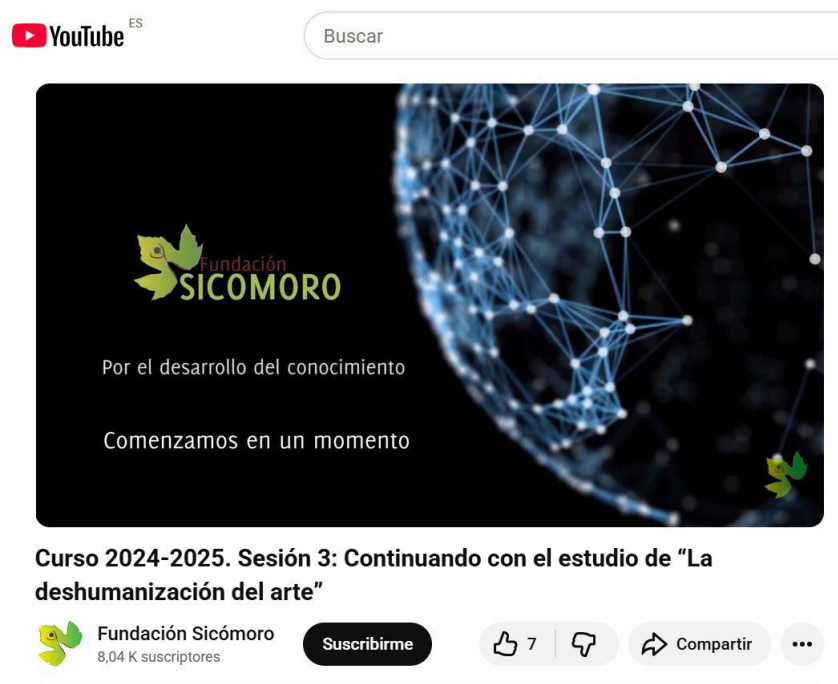 YouTube ES
Buscar
Fundación
SICOMORO
Por el desarrollo del conocimiento
Comenzamos en un momento
Curso 2024-2025. Sesión 3: Continuando con el estudio de “La
deshumanización del arte”
Fundación Sicómoro
8,04 K suscriptores
Suscribirme
7
Compartir